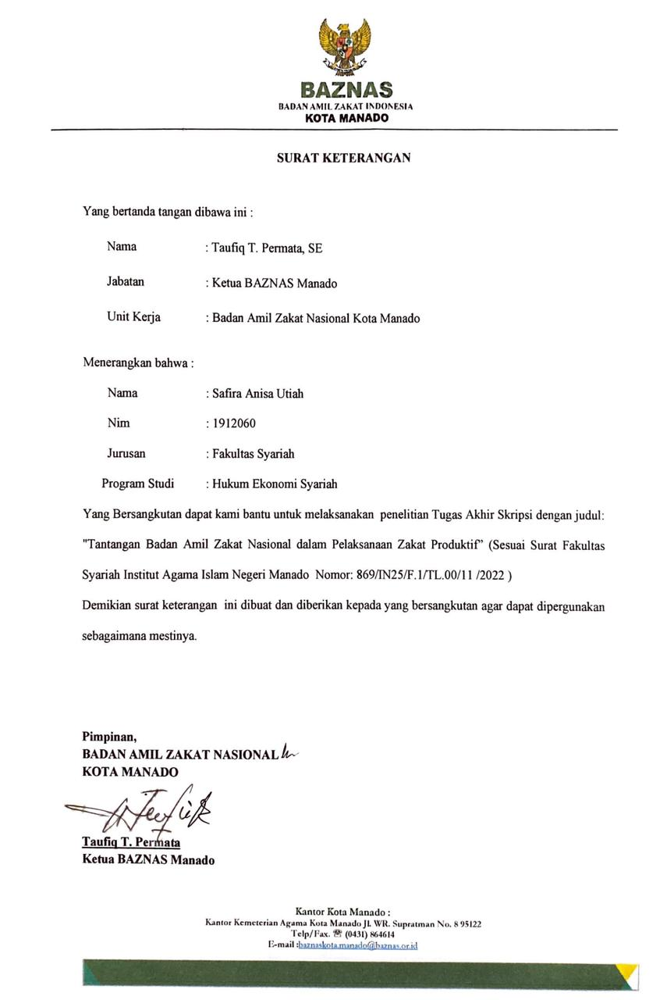 BAZNAS
BADAN AMIL ZAKAT INDONESIA
KOTA MANADO
SURAT KETERANGAN
Yang bertanda tangan dibawa ini :
Nama : Taufiq T. Permata, SE
Jabatan : Ketua BAZNAS Manado
Unit Kerja : Badan Amil Zakat Nasional Kota Manado
Menerangkan bahwa :
Nama : Safira Anisa Utiah
Nim : 1912060
Jurusan : Fakultas Syariah
Program Studi : Hukum Ekonomi Syariah
Yang Bersangkutan dapat kami bantu untuk melaksanakan penelitian Tugas Akhir Skripsi dengan judul:
"Tantangan Badan Amil Zakat Nasional dalam Pelaksanaan Zakat Produktif" (Sesuai Surat Fakultas
Syariah Institut Agama Islam Negeri Manado Nomor: 869/IN25/F.1/TL.00/11 /2022 )
Demikian surat keterangan ini dibuat dan diberikan kepada yang bersangkutan agar dapat dipergunakan
sebagaimana mestinya.
Pimpinan,
BADAN AMIL ZAKAT NASIONAL
KOTA MANADO
Taufiq T. Permata
Ketua BAZNAS Manado
Kantor Kota Manado :
Kantor Kemeterian Agama Kota Manado Jl. WR. Supratman No. 8 95122
Telp/Fax. ☏ (0431) 864614
E-mail :baznaskota.manado@baznas.or.id